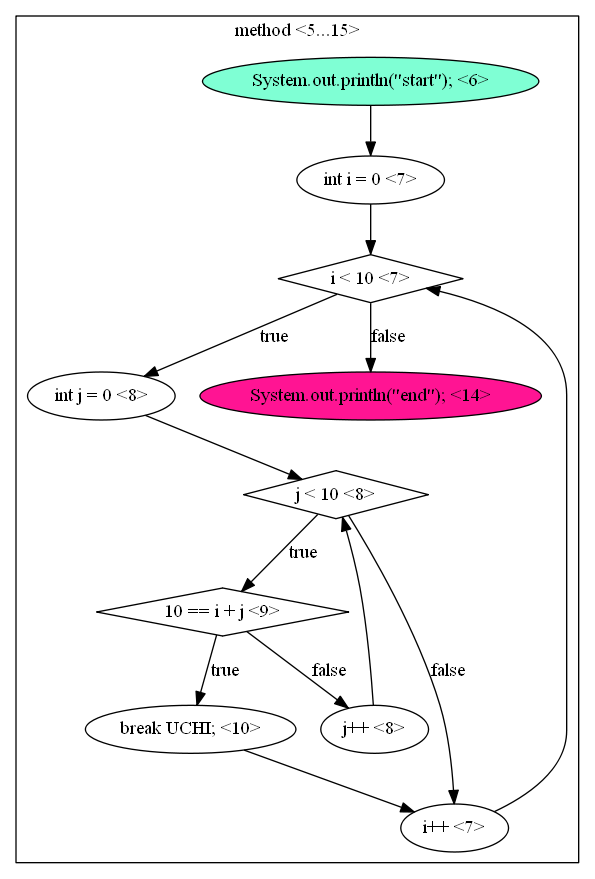 method <5...15>
System.out.println("start"); <6>
int i = 0 <7>
i < 10 <7>
true
false
int j = 0 <8>
System.out.println("end"); <14>
j < 10 <8>
true
10 == i + j <9>
true
false
false
break UCHI; <10>
j++ <8>
i++ <7>